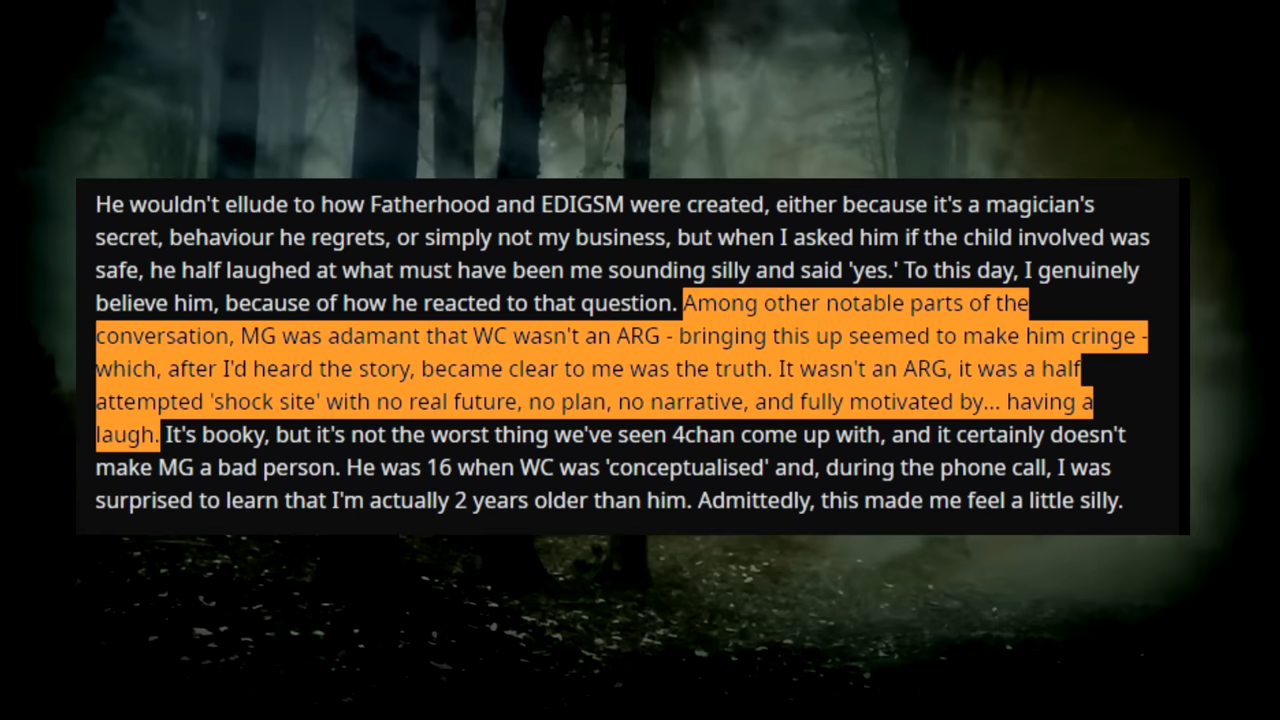 He wouldn't ellude to how Fatherhood and EDIGSM were created, either because it's a magician's
secret, behaviour he regrets, or simply not my business, but when I asked him if the child involved was
safe, he half laughed at what must have been me sounding silly and said 'yes.' To this day, I genuinely
believe him, because of how he reacted to that question. Among other notable parts of the
conversation, MG was adamant that WC wasn't an ARG - bringing this up seemed to make him cringe -
which, after I'd heard the story, became clear to me was the truth. It wasn't an ARG, it was a half
attempted 'shock site' with no real future, no plan, no narrative, and fully motivated by... having a
laugh. It's booky, but it's not the worst thing we've seen 4chan come up with, and it certainly doesn't
make MG a bad person. He was 16 when WC was 'conceptualised' and, during the phone call, I was
surprised to learn that I'm actually 2 years older than him. Admittedly, this made me feel a little silly.